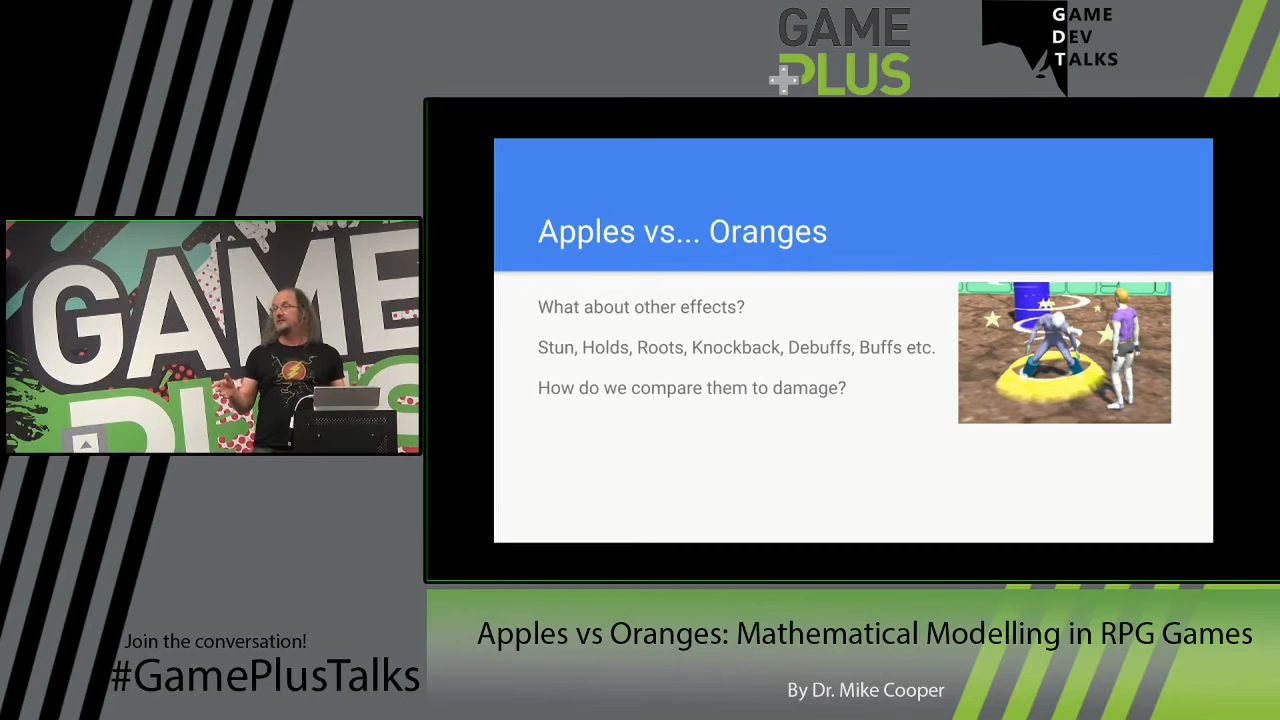 GAME
PLUS
GAME
DEV
TALKS
Apples vs... Oranges
What about other effects?
Stun, Holds, Roots, Knockback, Debuffs, Buffs etc.
How do we compare them to damage?
GAME
PLUS
Join the conversation!
#GamePlusTalks
Apples vs Oranges: Mathematical Modelling in RPG Games
By Dr. Mike Cooper